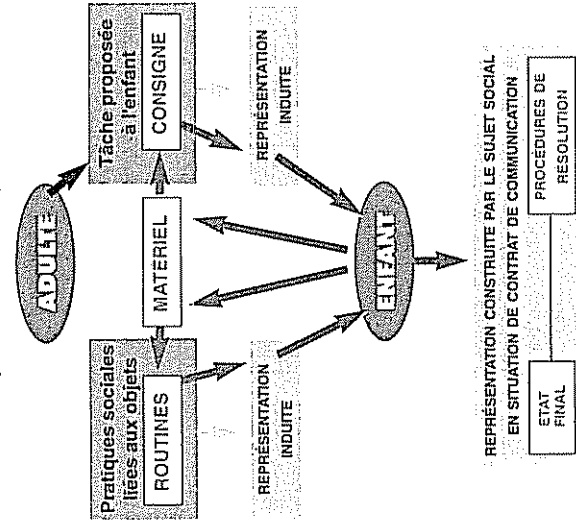 ADULTE
Pratiques sociales
liées aux objets
ROUTINES
MATÉRIEL
Tâche proposée
à l'enfant
CONSIGNE
REPRÉSENTATION
INDUITE
REPRÉSENTATION
INDUITE
ENFANT
REPRÉSENTATION CONSTRUITE PAR LE SUJET SOCIAL
EN SITUATION DE CONTRAT DE COMMUNICATION
ETAT
FINAL
PROCÉDURES DE
RÉSOLUTION